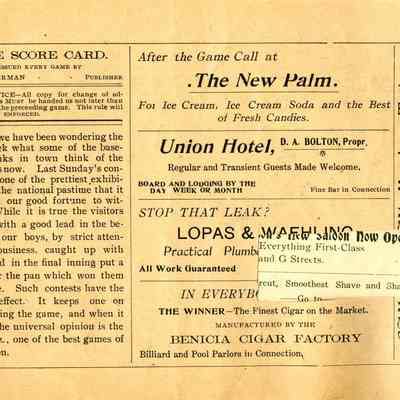 E SCORE CARD.
ISSUED EVERY GAME BY
RMAN - - PUBLISHER
ICE—All copy for change of ad-
s MUST be handed us not later than
the preceeding game. This rule will
ENFORCED.
we have been wondering the
ek what some of the base-
nks in town think of the
s now. Last Sunday's con-
one of the prettiest exhibi-
the national pastime that it
our good fortune to wit-
While it is true the visitors
with a good lead in the be-
our boys, by strict atten-
business, caught up with
d in the final inning put a
r the pan which won them
e. Such contests have the
effect. It keeps one on
ing the game, and when it
he universal opinion is the
z., one of the best games of
on.
After the Game Call at
.The New Palm.
For Ice Cream, Ice Cream Soda and the Best
of Fresh Candies.
Union Hotel, D. A. BOLTON, Propr.
Regular and Transient Guests Made Welcome.
BOARD AND LODGING BY THE
DAY WEEK OR MONTH
Fine Bar in Connection
STOP THAT LEAK?
LOPAS & WARLING
Practical Plumb
All Work Guaranteed
Now Ope
Everything First-Class
and G Streets.
rcut, Smoothest Shave and Sha
Go to
IN EVERYBO
THE WINNER—The Finest Cigar on the Market.
MANUFACTURED BY THE
BENICIA CIGAR FACTORY
Billiard and Pool Parlors in Connection,